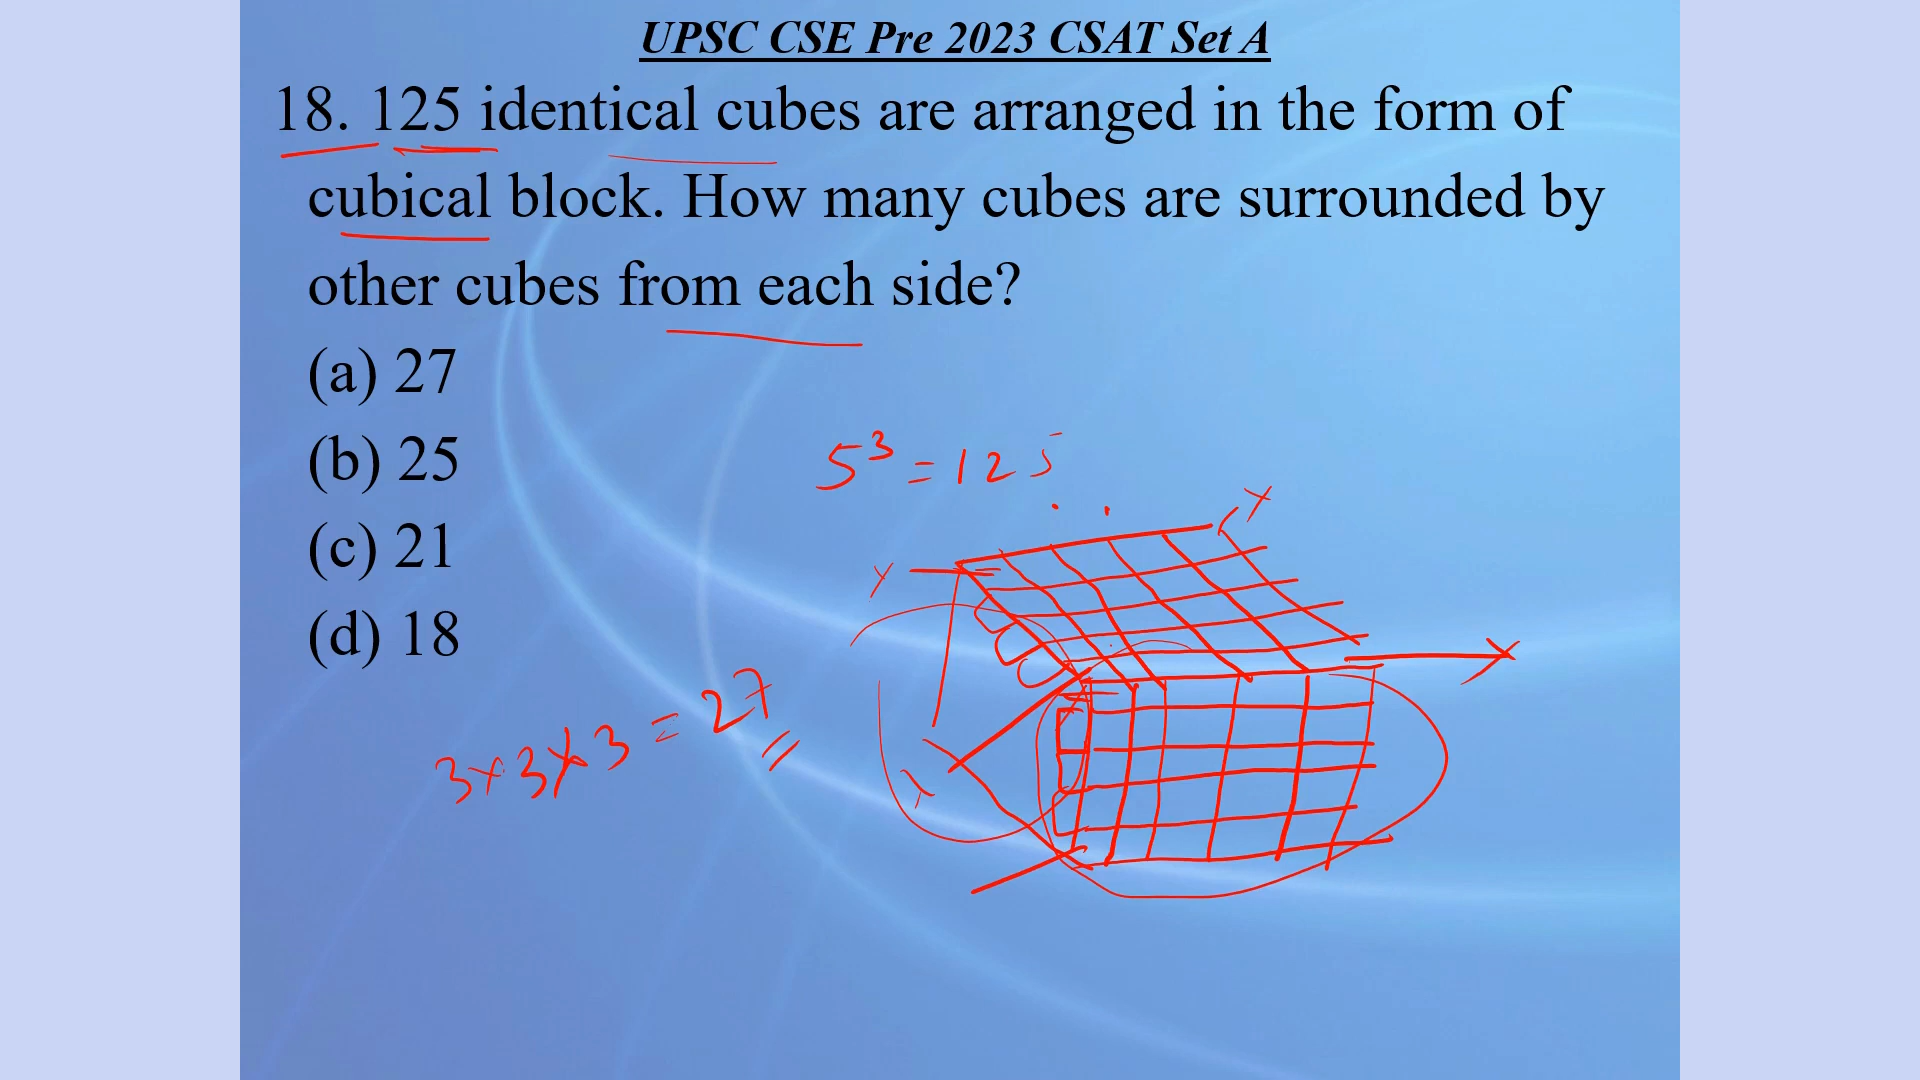 UPSC CSE Pre 2023 CSAT Set A
18. 125 identical cubes are arranged in the form of
cubical block. How many cubes are surrounded by
other cubes from each side?
(a) 27
(b) 25
(c) 21
(d) 18
5³ = 125
3×3×3 = 27